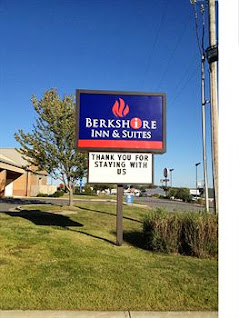 BERKSHIRE
INN & SUITES
THANK YOU FOR
STAYING WITH
US